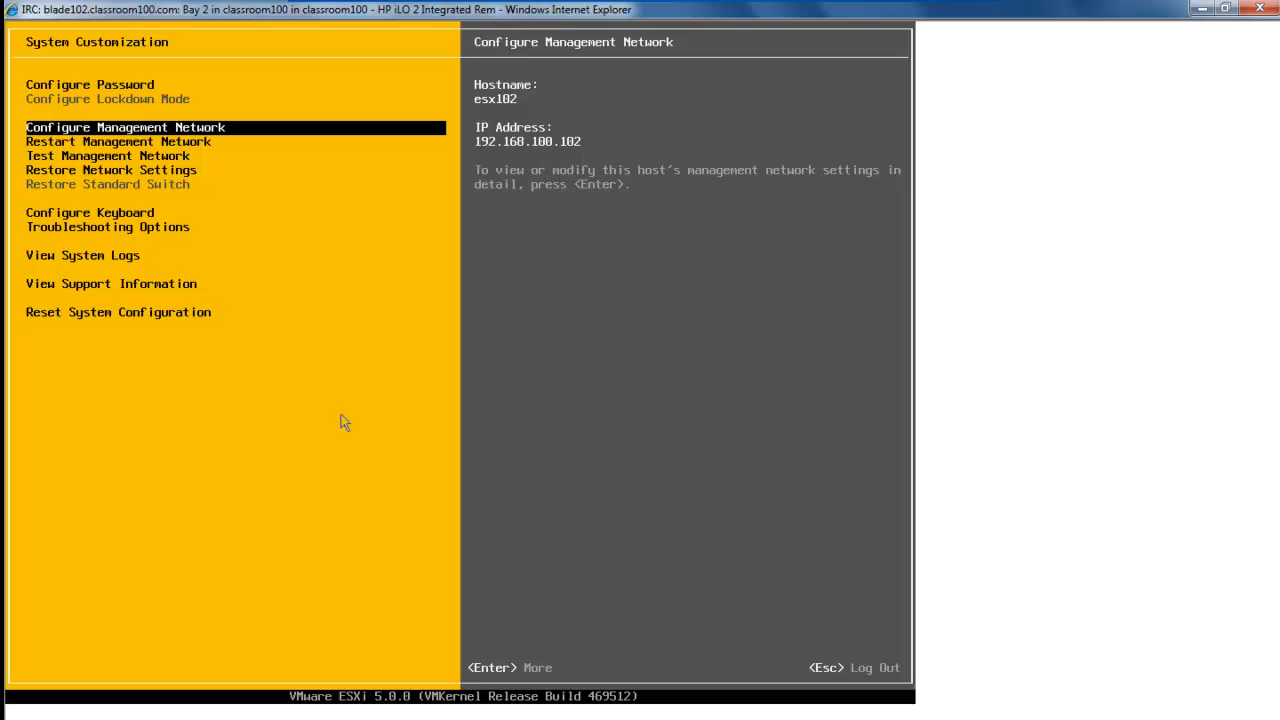 IRC: blade102.classroom100.com: Bay 2 in classroom100 in classroom100 - HP iLO 2 Integrated Rem - Windows Internet Explorer
System Customization
Configure Password
Configure Lockdown Mode
Configure Management Network
Restart Management Network
Test Management Network
Restore Network Settings
Restore Standard Switch
Configure Keyboard
Troubleshooting Options
View System Logs
View Support Information
Reset System Configuration
Configure Management Network
Hostname:
esx102
IP Address:
192.168.100.102
To view or modify this host's management network settings in
detail, press <Enter>.
<Enter> More
<Esc> Log Out
VMware ESXi 5.0.0 (VMKernel Release Build 469512)